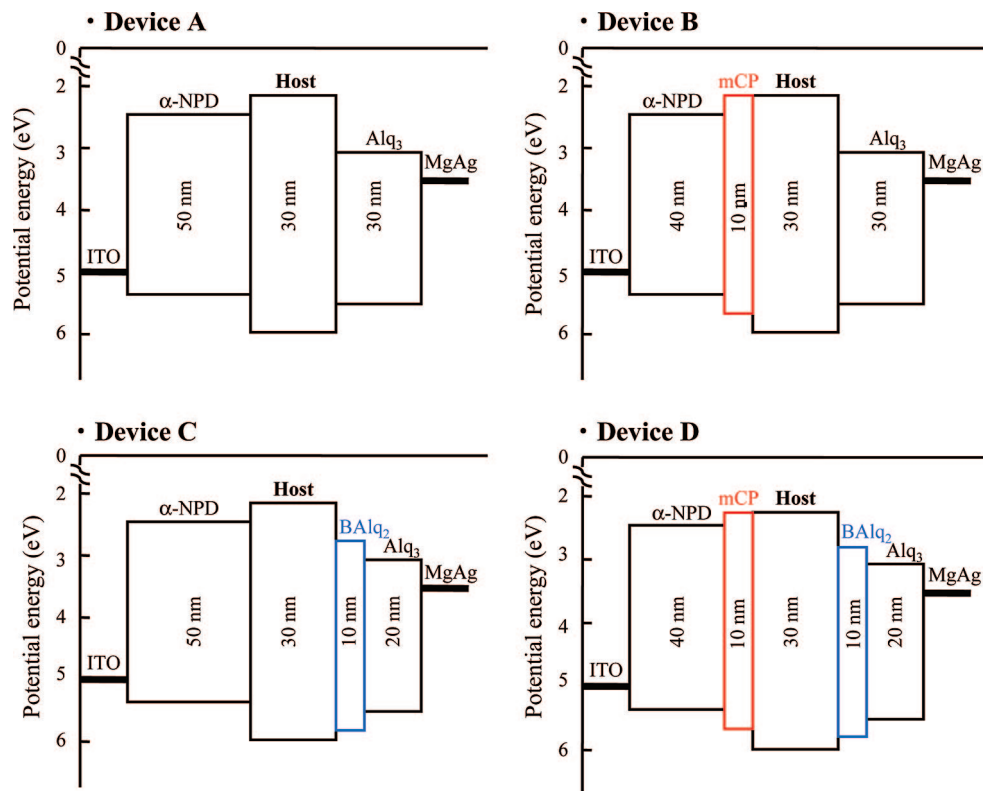 ・ Device A
0
2
3
4
5
6
Potential energy (eV)
ITO
α-NPD
50 nm
Host
30 nm
Alq3
30 nm
MgAg
・ Device B
0
2
3
4
5
6
Potential energy (eV)
ITO
α-NPD
40 nm
mCP
10 nm
Host
30 nm
Alq3
30 nm
MgAg
・ Device C
0
2
3
4
5
6
Potential energy (eV)
ITO
α-NPD
50 nm
Host
30 nm
BAlq2
10 nm
Alq3
20 nm
MgAg
・ Device D
0
2
3
4
5
6
Potential energy (eV)
ITO
α-NPD
40 nm
mCP
10 nm
Host
30 nm
BAlq2
10 nm
Alq3
20 nm
MgAg